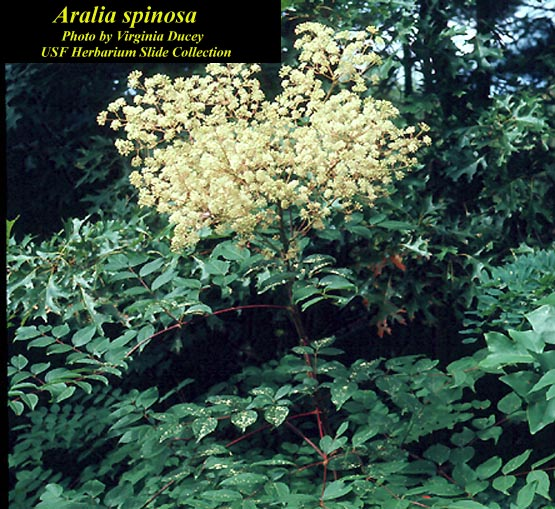 Aralia spinosa
Photo by Virginia Ducey
USF Herbarium Slide Collection